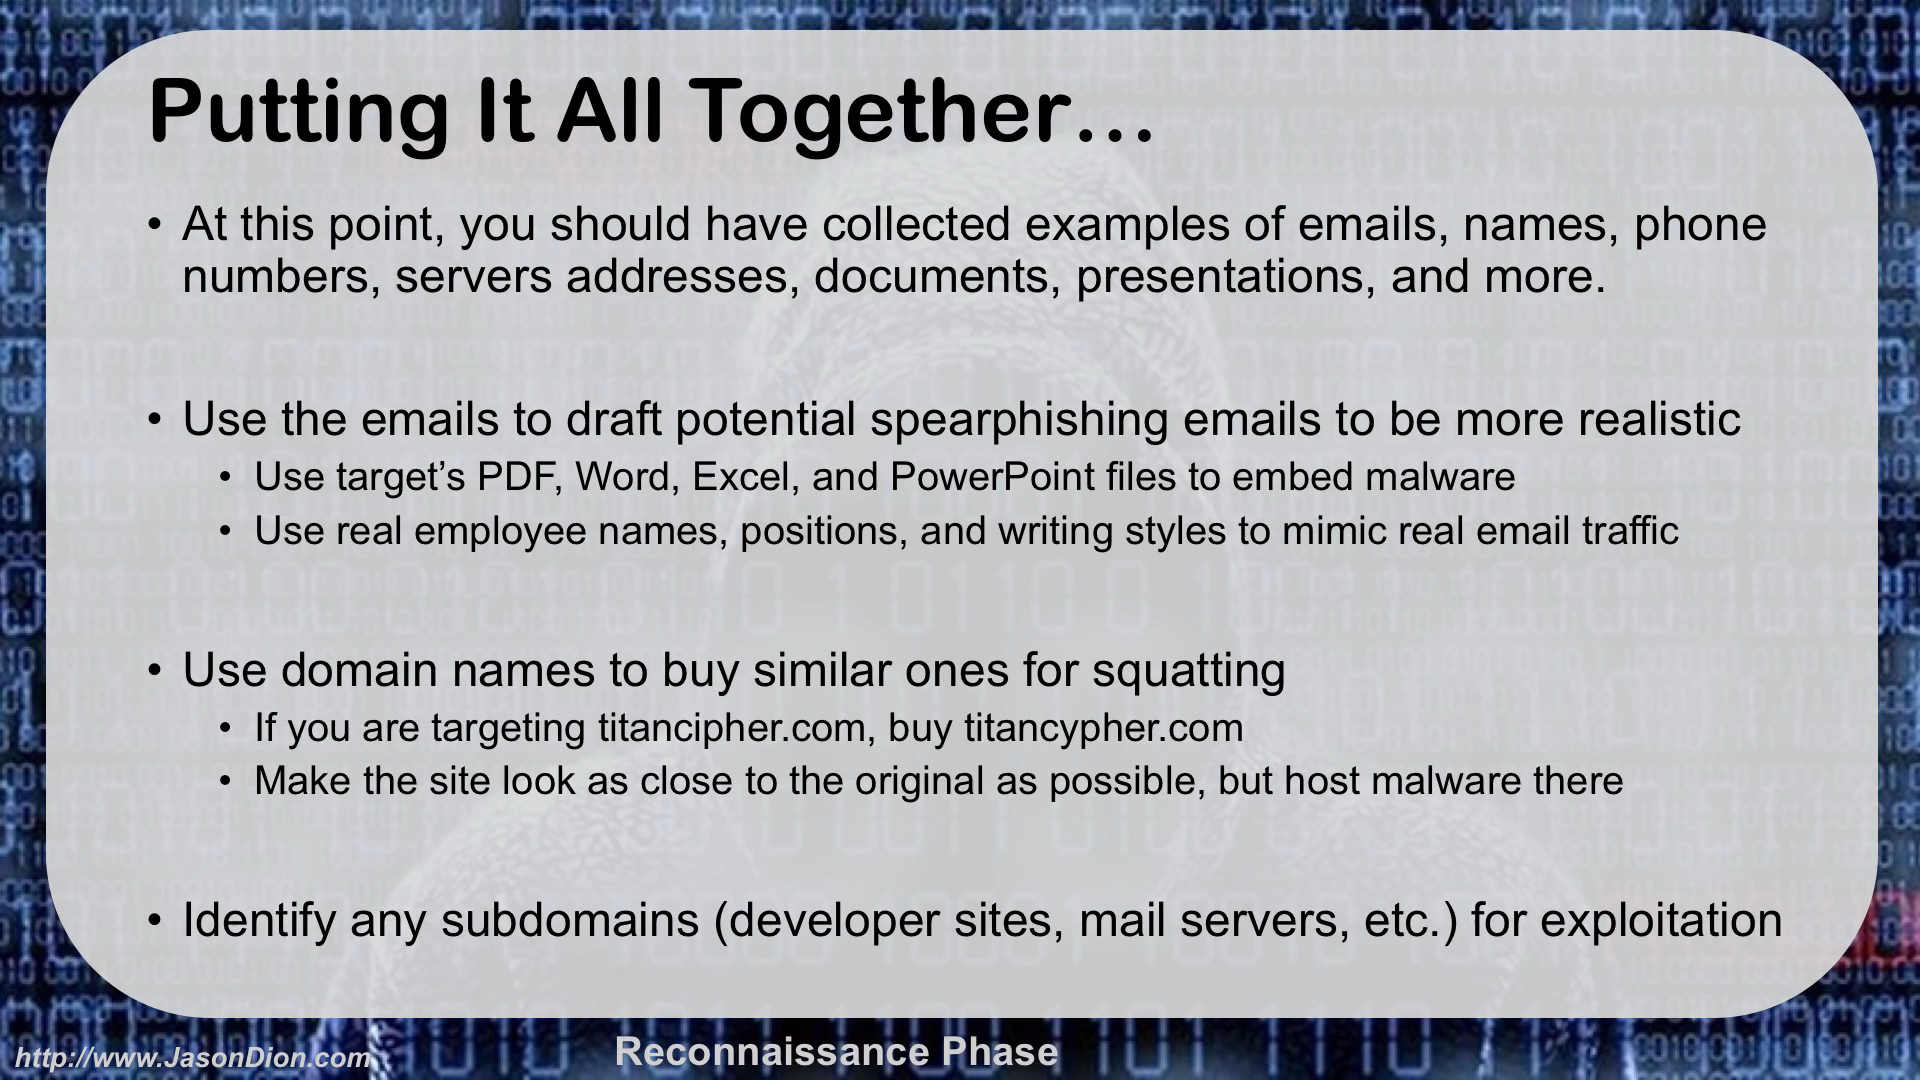 Putting It All Together…
• At this point, you should have collected examples of emails, names, phone
numbers, servers addresses, documents, presentations, and more.
• Use the emails to draft potential spearphishing emails to be more realistic
• Use target’s PDF, Word, Excel, and PowerPoint files to embed malware
• Use real employee names, positions, and writing styles to mimic real email traffic
• Use domain names to buy similar ones for squatting
• If you are targeting titancipher.com, buy titancypher.com
• Make the site look as close to the original as possible, but host malware there
• Identify any subdomains (developer sites, mail servers, etc.) for exploitation
http://www.JasonDion.com
Reconnaissance Phase